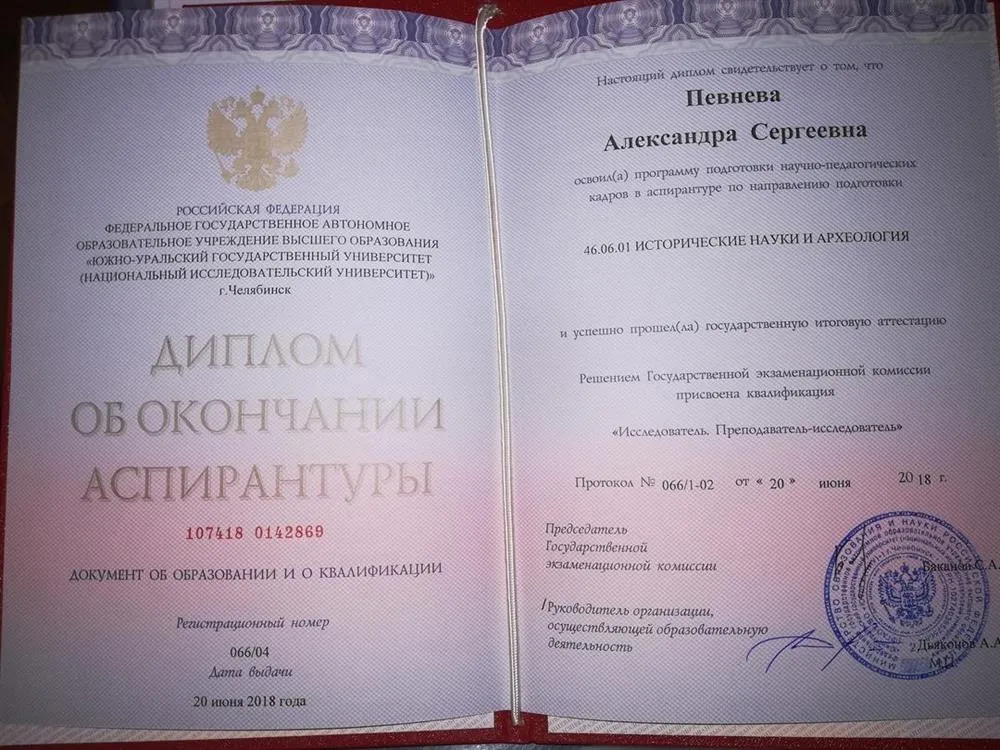 РОССИЙСКАЯ ФЕДЕРАЦИЯ
ФЕДЕРАЛЬНОЕ ГОСУДАРСТВЕННОЕ АВТОНОМНОЕ
ОБРАЗОВАТЕЛЬНОЕ УЧРЕЖДЕНИЕ ВЫСШЕГО ОБРАЗОВАНИЯ
«ЮЖНО-УРАЛЬСКИЙ ГОСУДАРСТВЕННЫЙ УНИВЕРСИТЕТ
(НАЦИОНАЛЬНЫЙ ИССЛЕДОВАТЕЛЬСКИЙ УНИВЕРСИТЕТ)»
г.Челябинск
ДИПЛОМ
ОБ ОКОНЧАНИИ
АСПИРАНТУРЫ
107418 0142869
ДОКУМЕНТ ОБ ОБРАЗОВАНИИ И О КВАЛИФИКАЦИИ
Регистрационный номер
066/04
Дата выдачи
20 июня 2018 года
Настоящий диплом свидетельствует о том, что
Певнева
Александра Сергеевна
освоил(а) программу подготовки научно-педагогических
кадров в аспирантуре по направлению подготовки
46.06.01 ИСТОРИЧЕСКИЕ НАУКИ И АРХЕОЛОГИЯ
и успешно прошел(ла) государственную итоговую аттестацию
Решением Государственной экзаменационной комиссии
присвоена квалификация
«Исследователь. Преподаватель-исследователь»
Протокол № 066/1-02 от « 20 » июня 20 18 г.
Председатель
Государственной
экзаменационной комиссии
Баканов С.А.
Руководитель организации,
осуществляющей образовательную
деятельность
Дьяконов А.А.
М.П.